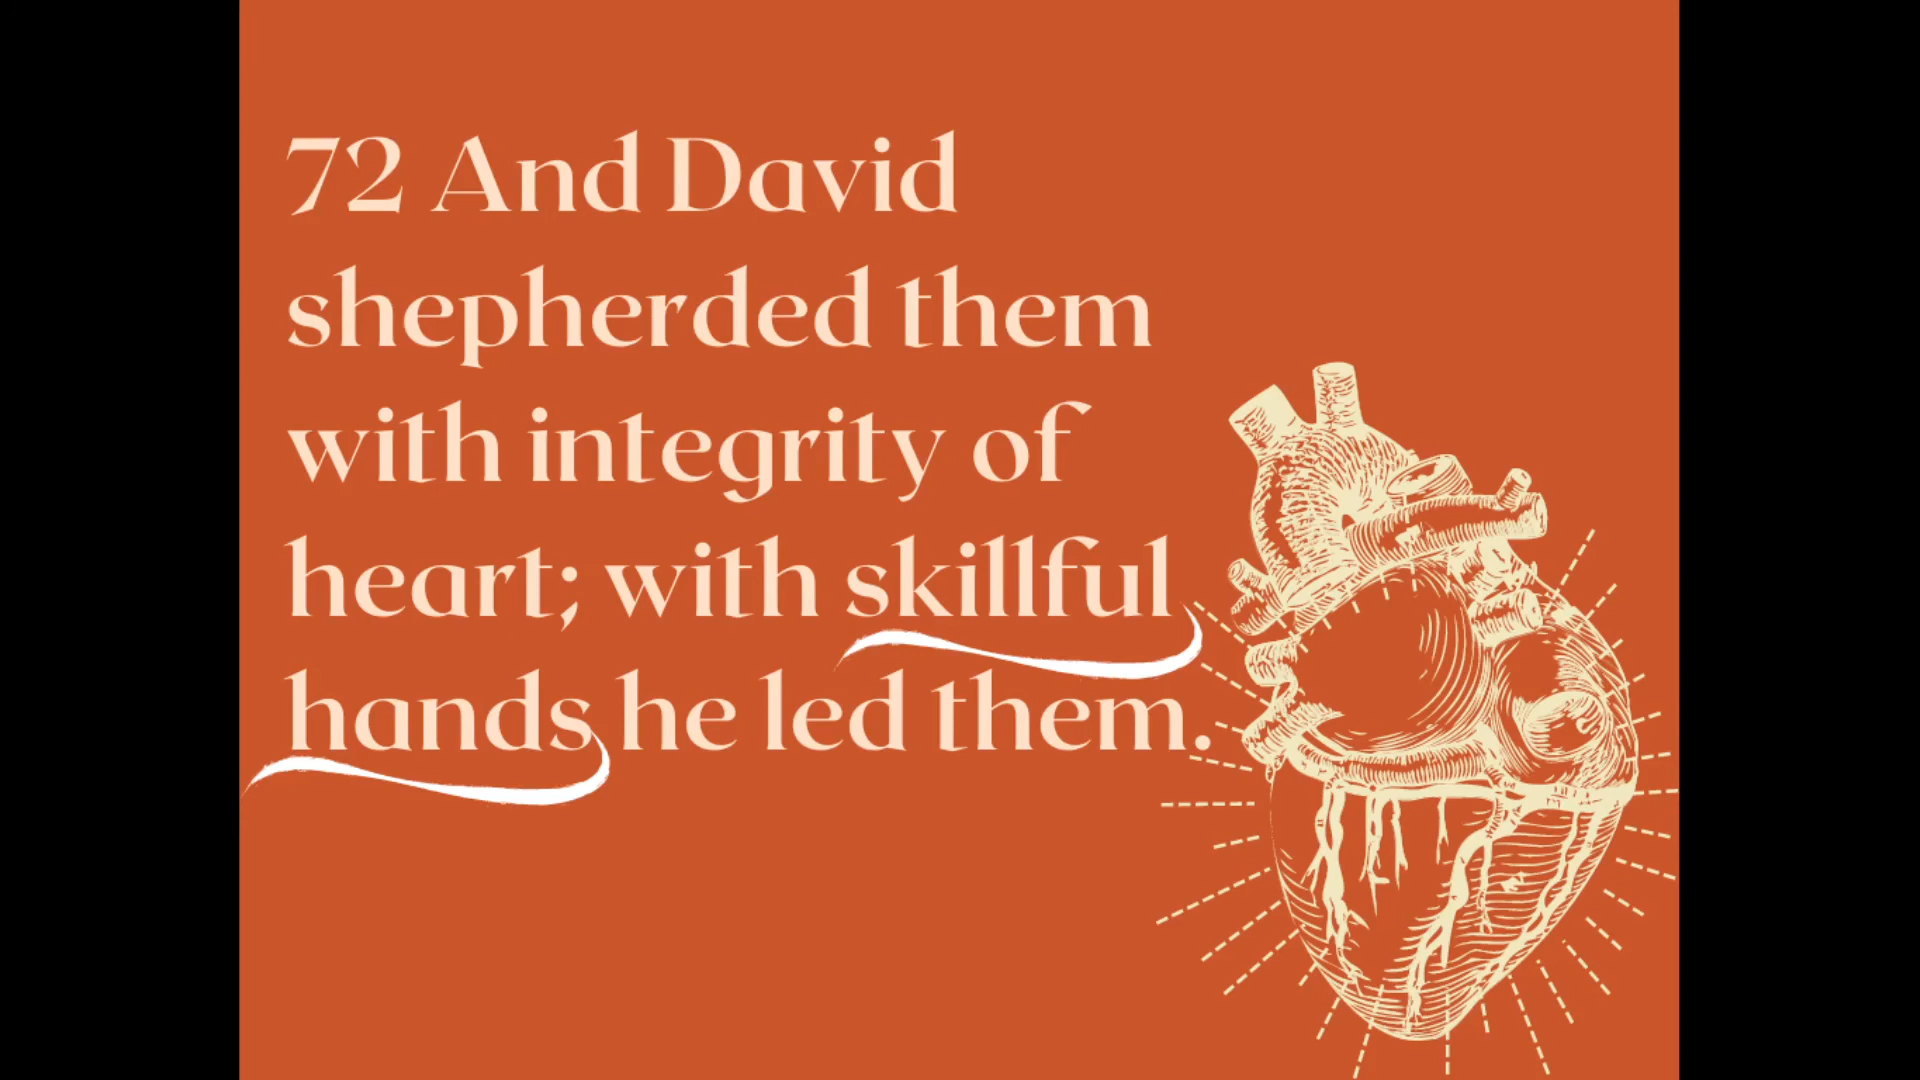 72 And David
shepherded them
with integrity of
heart; with skillful
hands he led them.